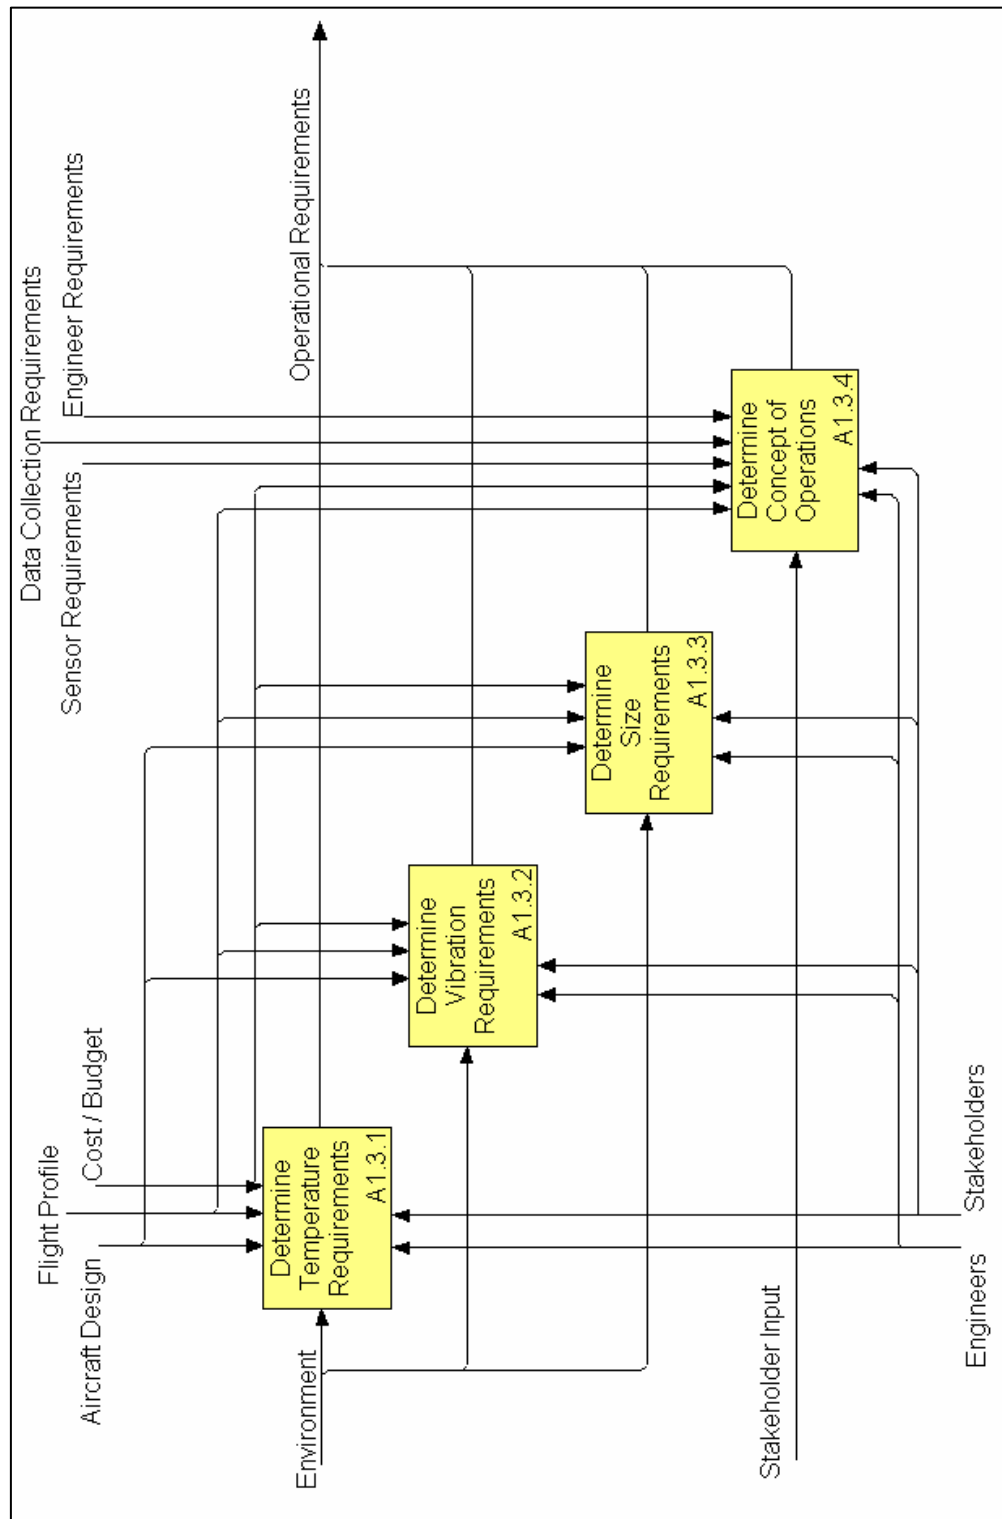 Data Collection Requirements
Flight Profile
Sensor Requirements
Engineer Requirements
Aircraft Design
Cost / Budget
Environment
Operational Requirements
Determine
Temperature
Requirements
A1.3.1
Determine
Vibration
Requirements
A1.3.2
Determine
Size
Requirements
A1.3.3
Determine
Concept of
Operations
A1.3.4
Stakeholder Input
Engineers
Stakeholders